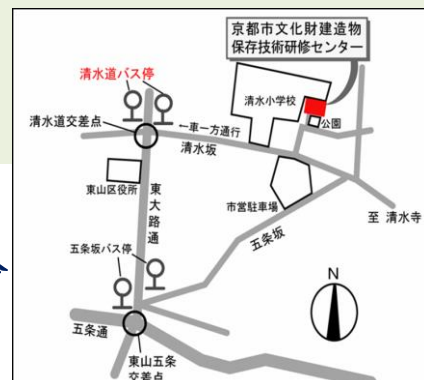 京都市文化財建造物
保存技術研修センター
清水道バス停
清水小学校
公園
清水道交差点
←車一方通行
清水坂
東山区役所
市営駐車場
至 清水寺
東大路通
五条坂
五条坂バス停
N
五条通
東山五条
交差点